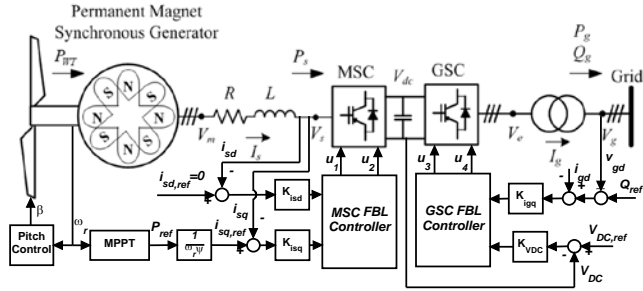 Permanent Magnet
Synchronous Generator
P_WT
N S N S N S N S
R L
P_s
MSC
V_dc
GSC
P_g
Q_g
Grid
V_m
I_s
V_s
V_e
I_g
V_g
i_sd
i_sd,ref=0
+
-
K_isd
i_sq
-
u_1 u_2
u_3 u_4
MSC FBL
Controller
GSC FBL
Controller
K_igq
- i_gd
+
v_gd
+
Q_ref
β
ω_r
Pitch
Control
MPPT
P_ref
1
ω_rψ
i_sq,ref
+
K_isq
K_VDC
V_DC,ref
-
+
V_DC